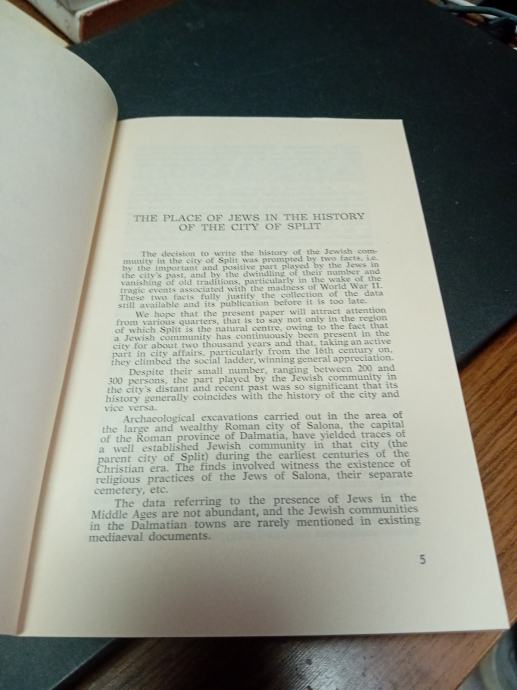 THE PLACE OF JEWS IN THE HISTORY
OF THE CITY OF SPLIT
The decision to write the history of the Jewish com-
munity in the city of Split was prompted by two facts, i.e.
by the important and positive part played by the Jews in
the city's past, and by the dwindling of their number and
vanishing of old traditions, particularly in the wake of the
tragic events associated with the madness of World War II.
These two facts fully justify the collection of the data
still available and its publication before it is too late.
We hope that the present paper will attract attention
from various quarters, that is to say not only in the region
of which Split is the natural centre, owing to the fact that
a Jewish community has continuously been present in the
city for about two thousand years and that, taking an active
part in city affairs, particularly from the 16th century on,
they climbed the social ladder, winning general appreciation.
Despite their small number, ranging between 200 and
300 persons, the part played by the Jewish community in
the city's distant and recent past was so significant that its
history generally coincides with the history of the city and
vice versa.
Archaeological excavations carried out in the area of
the large and wealthy Roman city of Salona, the capital
of the Roman province of Dalmatia, have yielded traces of
a well established Jewish community in that city (the
parent city of Split) during the earliest centuries of the
Christian era. The finds involved witness the existence of
religious practices of the Jews of Salona, their separate
cemetery, etc.
The data referring to the presence of Jews in the
Middle Ages are not abundant, and the Jewish communities
in the Dalmatian towns are rarely mentioned in existing
mediaeval documents.
5